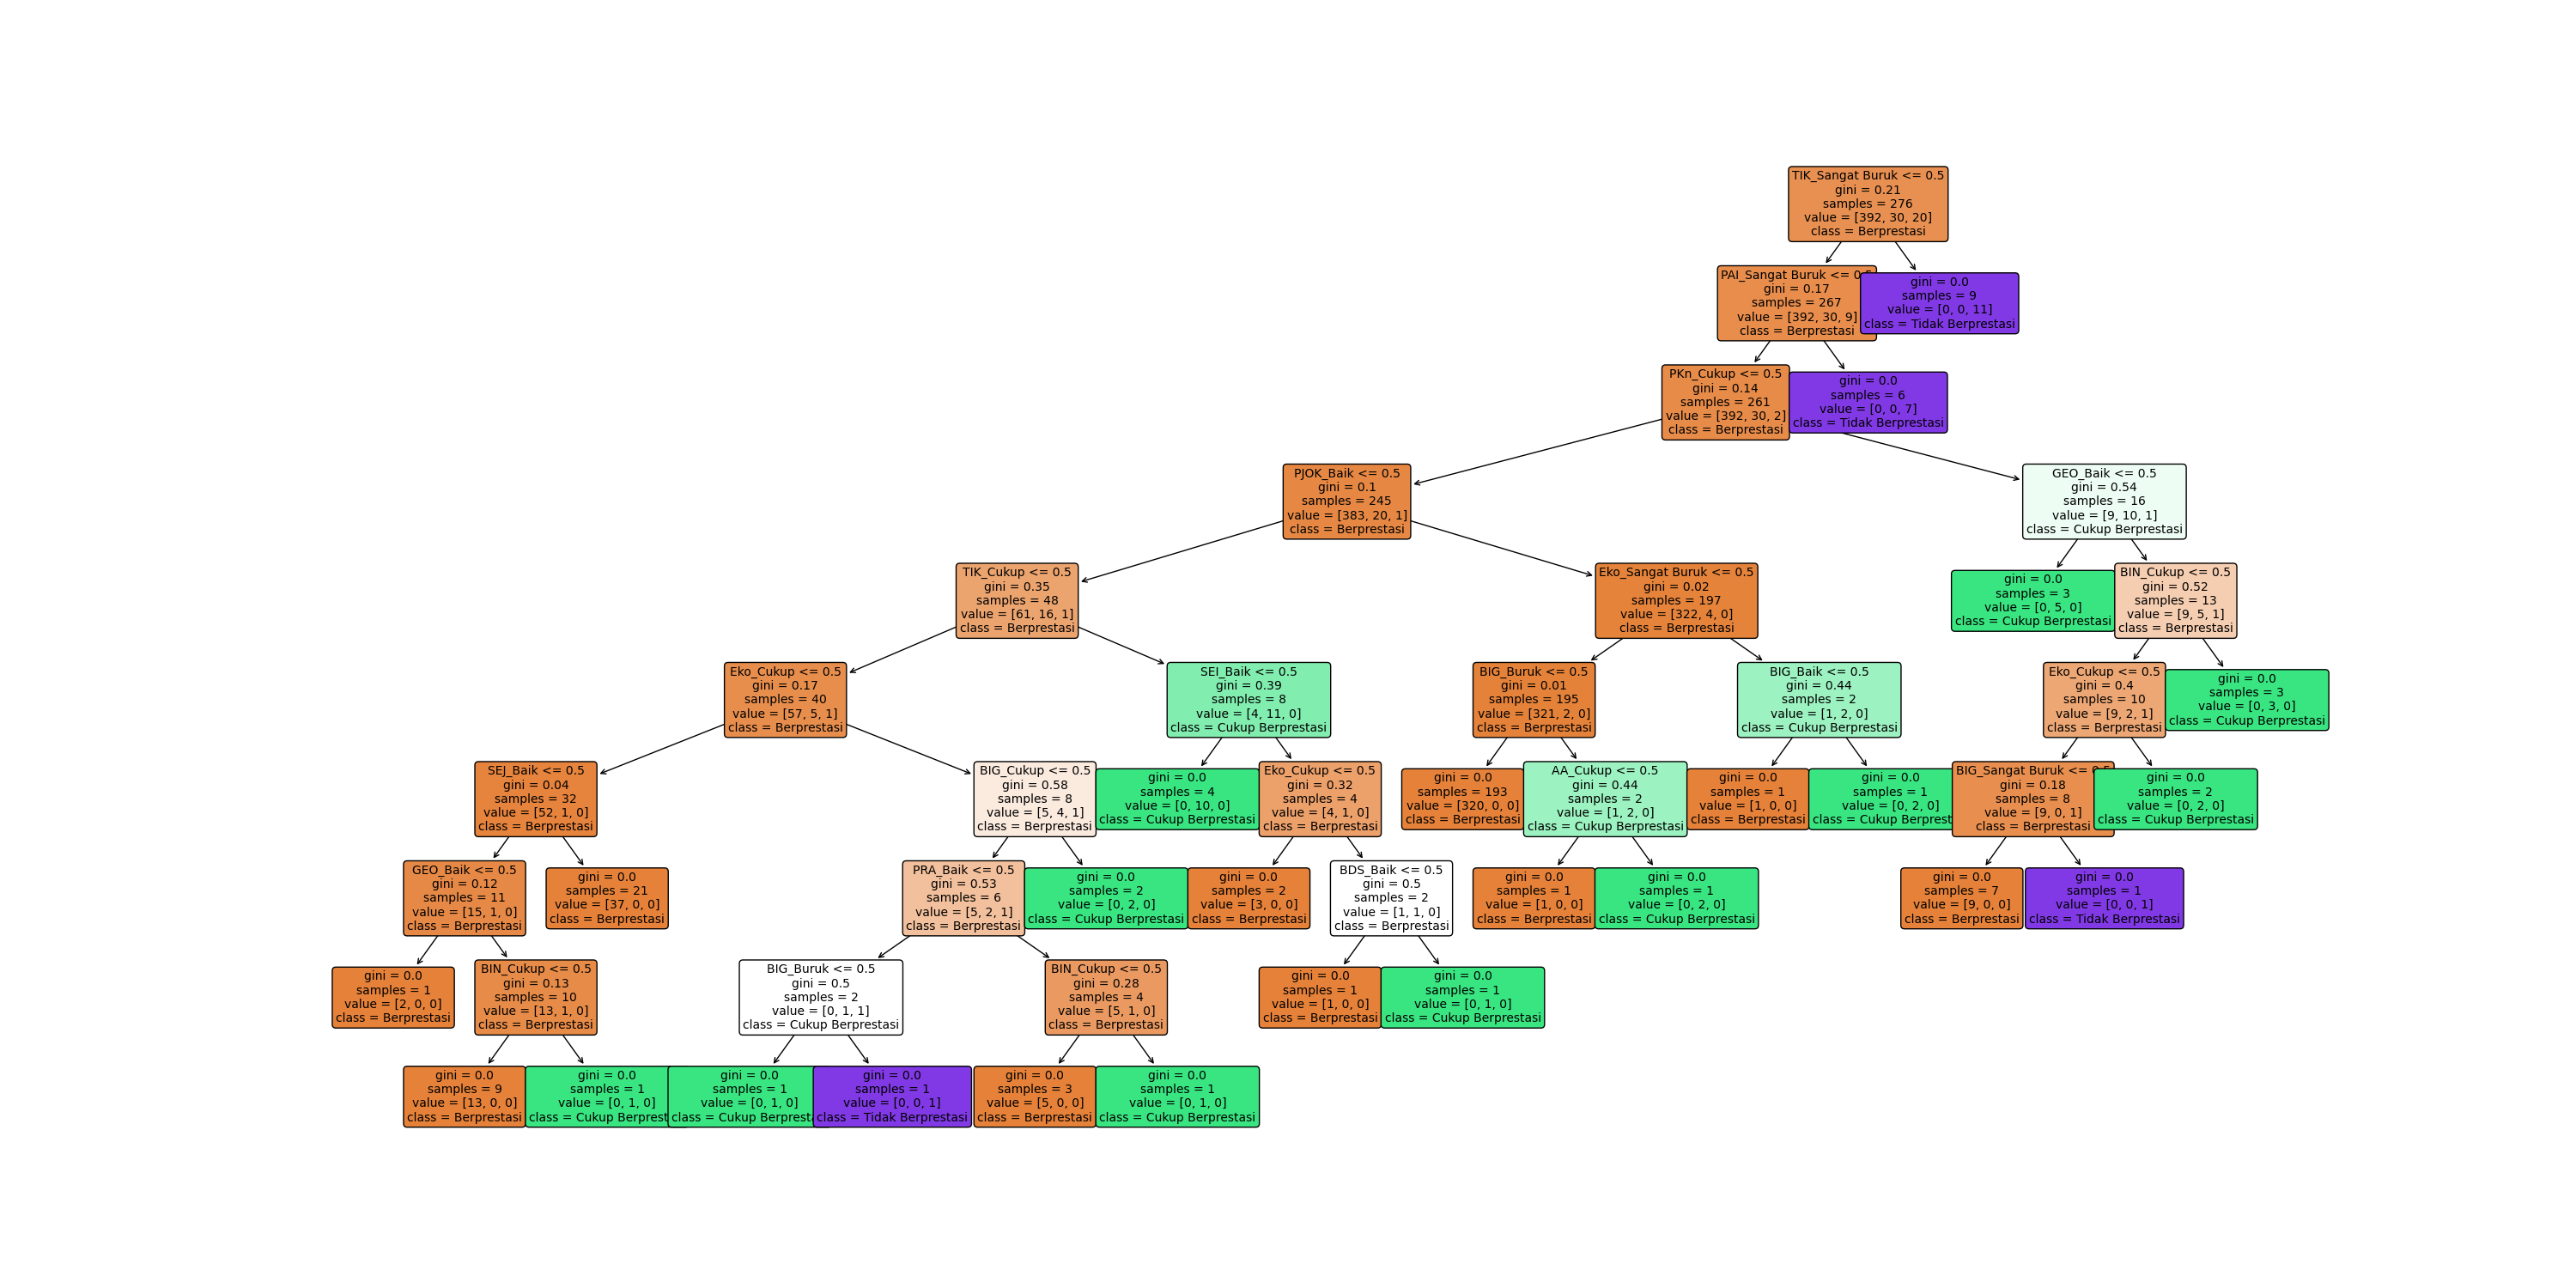 TIK_Sangat Buruk <= 0.5
gini = 0.21
samples = 276
value = [392, 30, 20]
class = Berprestasi
PAI_Sangat Buruk <= 0.5
gini = 0.17
samples = 267
value = [392, 30, 9]
class = Berprestasi
gini = 0.0
samples = 9
value = [0, 0, 11]
class = Tidak Berprestasi
PKn_Cukup <= 0.5
gini = 0.14
samples = 261
value = [392, 30, 2]
class = Berprestasi
gini = 0.0
samples = 6
value = [0, 0, 7]
class = Tidak Berprestasi
PJOK_Baik <= 0.5
gini = 0.1
samples = 245
value = [383, 20, 1]
class = Berprestasi
GEO_Baik <= 0.5
gini = 0.54
samples = 16
value = [9, 10, 1]
class = Cukup Berprestasi
TIK_Cukup <= 0.5
gini = 0.35
samples = 48
value = [61, 16, 1]
class = Berprestasi
Eko_Sangat Buruk <= 0.5
gini = 0.02
samples = 197
value = [322, 4, 0]
class = Berprestasi
gini = 0.0
samples = 3
value = [0, 5, 0]
class = Cukup Berprestasi
BIN_Cukup <= 0.5
gini = 0.52
samples = 13
value = [9, 5, 1]
class = Berprestasi
Eko_Cukup <= 0.5
gini = 0.17
samples = 40
value = [57, 5, 1]
class = Berprestasi
SEI_Baik <= 0.5
gini = 0.39
samples = 8
value = [4, 11, 0]
class = Cukup Berprestasi
BIG_Buruk <= 0.5
gini = 0.01
samples = 195
value = [321, 2, 0]
class = Berprestasi
BIG_Baik <= 0.5
gini = 0.44
samples = 2
value = [1, 2, 0]
class = Cukup Berprestasi
Eko_Cukup <= 0.5
gini = 0.4
samples = 10
value = [9, 2, 1]
class = Berprestasi
gini = 0.0
samples = 3
value = [0, 3, 0]
class = Cukup Berprestasi
SEJ_Baik <= 0.5
gini = 0.04
samples = 32
value = [52, 1, 0]
class = Berprestasi
BIG_Cukup <= 0.5
gini = 0.58
samples = 8
value = [5, 4, 1]
class = Berprestasi
gini = 0.0
samples = 4
value = [0, 10, 0]
class = Cukup Berprestasi
Eko_Cukup <= 0.5
gini = 0.32
samples = 4
value = [4, 1, 0]
class = Berprestasi
gini = 0.0
samples = 193
value = [320, 0, 0]
class = Berprestasi
AA_Cukup <= 0.5
gini = 0.44
samples = 2
value = [1, 2, 0]
class = Cukup Berprestasi
gini = 0.0
samples = 1
value = [1, 0, 0]
class = Berprestasi
gini = 0.0
samples = 1
value = [0, 2, 0]
class = Cukup Berprest
BIG_Sangat Buruk <= 0.5
gini = 0.18
samples = 8
value = [9, 0, 1]
class = Berprestasi
gini = 0.0
samples = 2
value = [0, 2, 0]
class = Cukup Berprestasi
GEO_Baik <= 0.5
gini = 0.12
samples = 11
value = [15, 1, 0]
class = Berprestasi
gini = 0.0
samples = 21
value = [37, 0, 0]
class = Berprestasi
PRA_Baik <= 0.5
gini = 0.53
samples = 6
value = [5, 2, 1]
class = Berprestasi
gini = 0.0
samples = 2
value = [0, 2, 0]
class = Cukup Berprestasi
gini = 0.0
samples = 2
value = [3, 0, 0]
class = Berprestasi
BDS_Baik <= 0.5
gini = 0.5
samples = 2
value = [1, 1, 0]
class = Berprestasi
gini = 0.0
samples = 1
value = [1, 0, 0]
class = Berprestasi
gini = 0.0
samples = 1
value = [0, 2, 0]
class = Cukup Berprestasi
gini = 0.0
samples = 7
value = [9, 0, 0]
class = Berprestasi
gini = 0.0
samples = 1
value = [0, 0, 1]
class = Tidak Berprestasi
gini = 0.0
samples = 1
value = [2, 0, 0]
class = Berprestasi
BIN_Cukup <= 0.5
gini = 0.13
samples = 10
value = [13, 1, 0]
class = Berprestasi
BIG_Buruk <= 0.5
gini = 0.5
samples = 2
value = [0, 1, 1]
class = Cukup Berprestasi
BIN_Cukup <= 0.5
gini = 0.28
samples = 4
value = [5, 1, 0]
class = Berprestasi
gini = 0.0
samples = 1
value = [1, 0, 0]
class = Berprestasi
gini = 0.0
samples = 1
value = [0, 1, 0]
class = Cukup Berprestasi
gini = 0.0
samples = 9
value = [13, 0, 0]
class = Berprestasi
gini = 0.0
samples = 1
value = [0, 1, 0]
class = Cukup Berprest
gini = 0.0
samples = 1
value = [0, 1, 0]
class = Cukup Berprest
gini = 0.0
samples = 1
value = [0, 0, 1]
class = Tidak Berprestasi
gini = 0.0
samples = 3
value = [5, 0, 0]
class = Berprestasi
gini = 0.0
samples = 1
value = [0, 1, 0]
class = Cukup Berprestasi